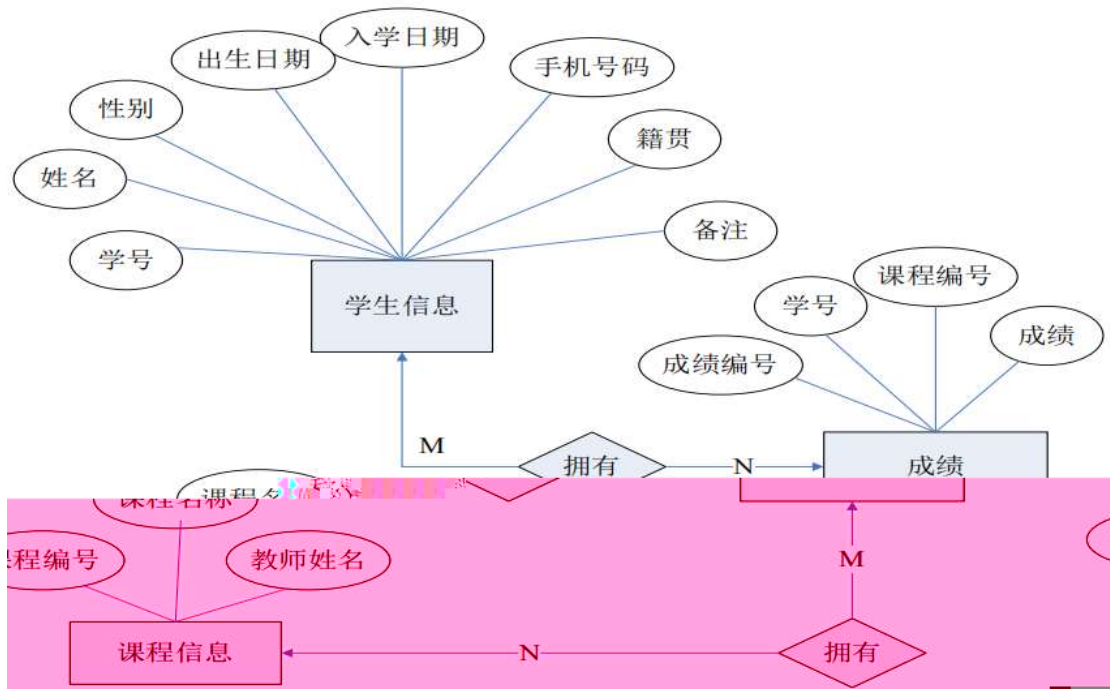 入学日期
出生日期
手机号码
性别
籍贯
姓名
备注
学号
课程编号
学生信息
学号
成绩
成绩编号
M
拥有
N
成绩
课程名称
程编号
教师姓名
M
课程信息
N
拥有